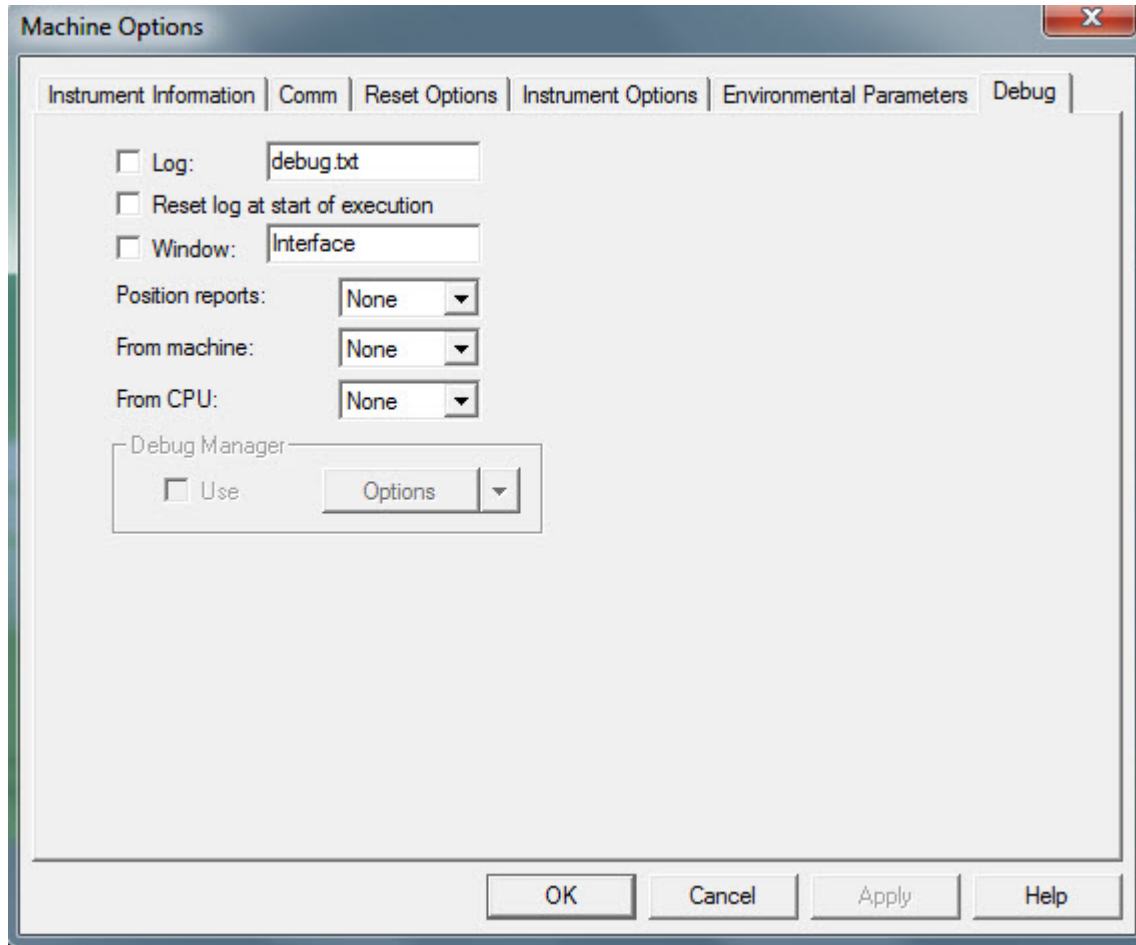 Machine Options
Instrument Information Comm Reset Options Instrument Options Environmental Parameters Debug
Log: debug.txt
Reset log at start of execution
Window: Interface
Position reports: None
From machine: None
From CPU: None
Debug Manager
Use Options
OK Cancel Apply Help